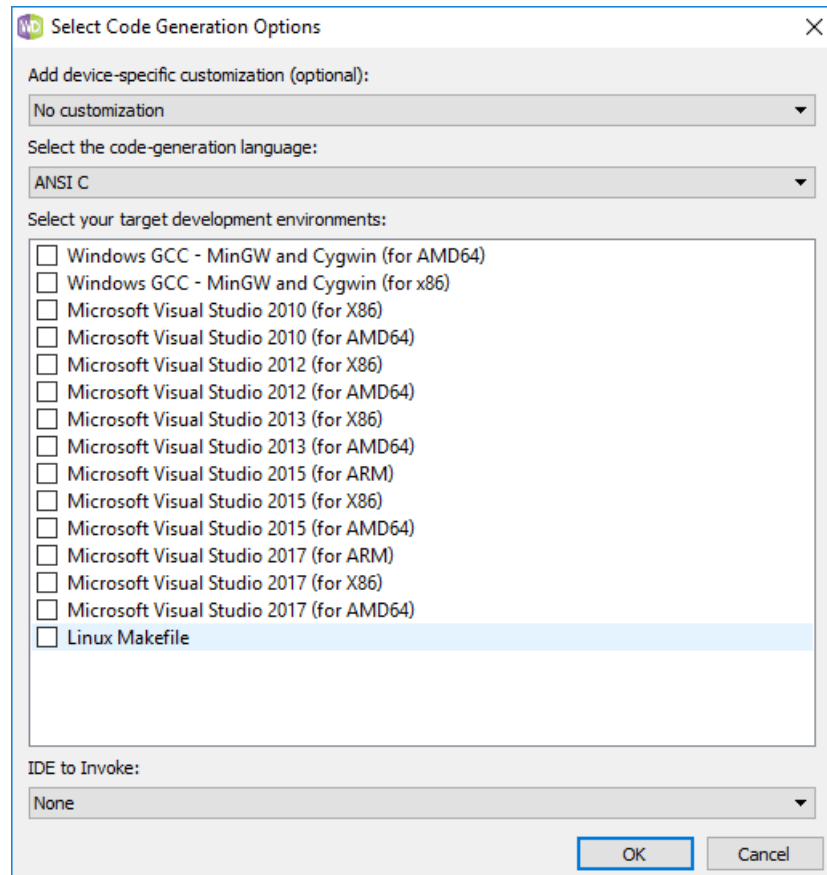 WD Select Code Generation Options
Add device-specific customization (optional):
No customization
Select the code-generation language:
ANSI C
Select your target development environments:
Windows GCC - MinGW and Cygwin (for AMD64)
Windows GCC - MinGW and Cygwin (for x86)
Microsoft Visual Studio 2010 (for X86)
Microsoft Visual Studio 2010 (for AMD64)
Microsoft Visual Studio 2012 (for X86)
Microsoft Visual Studio 2012 (for AMD64)
Microsoft Visual Studio 2013 (for X86)
Microsoft Visual Studio 2013 (for AMD64)
Microsoft Visual Studio 2015 (for ARM)
Microsoft Visual Studio 2015 (for X86)
Microsoft Visual Studio 2015 (for AMD64)
Microsoft Visual Studio 2017 (for ARM)
Microsoft Visual Studio 2017 (for X86)
Microsoft Visual Studio 2017 (for AMD64)
Linux Makefile
IDE to Invoke:
None
OK Cancel